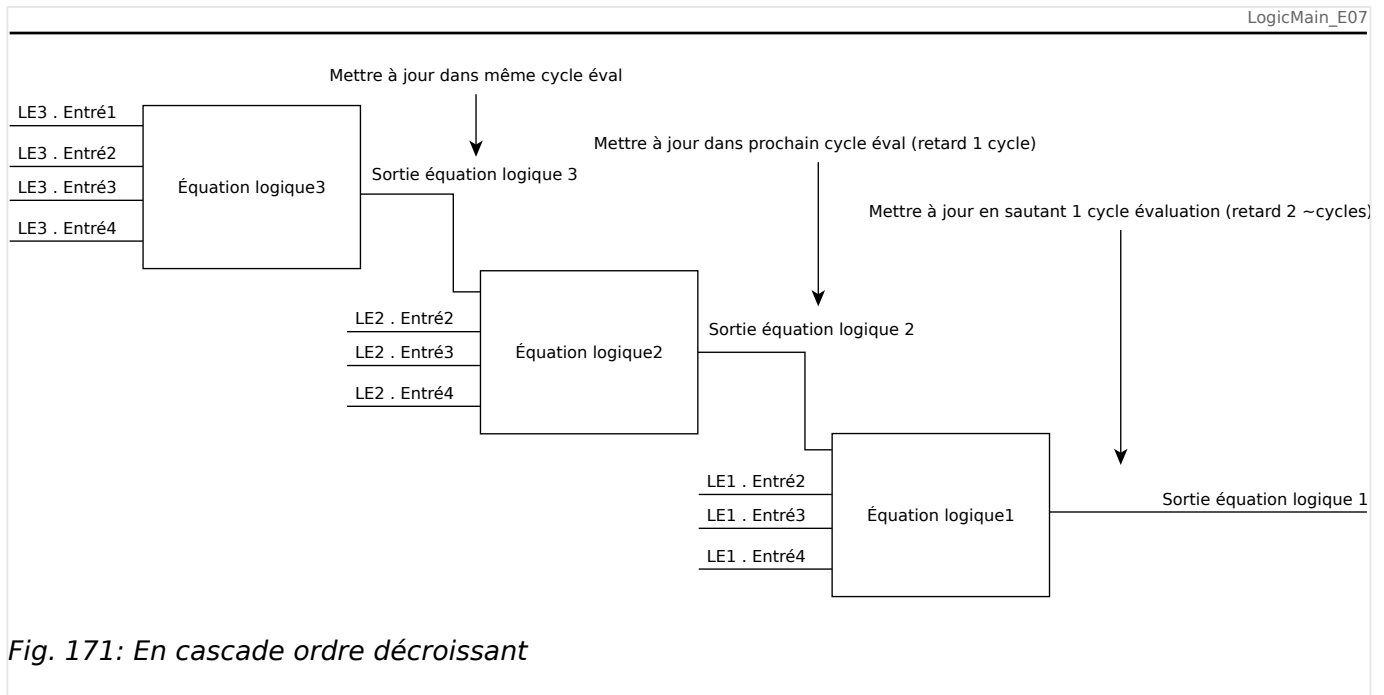 LogicMain_E07
Mettre à jour dans même cycle éval
LE3 . Entré1
LE3 . Entré2
LE3 . Entré3
LE3 . Entré4
Équation logique3
Sortie équation logique 3
Mettre à jour dans prochain cycle éval (retard 1 cycle)
Mettre à jour en sautant 1 cycle évaluation (retard 2 ~cycles)
LE2 . Entré2
LE2 . Entré3
LE2 . Entré4
Équation logique2
Sortie équation logique 2
LE1 . Entré2
LE1 . Entré3
LE1 . Entré4
Équation logique1
Sortie équation logique 1
Fig. 171: En cascade ordre décroissant